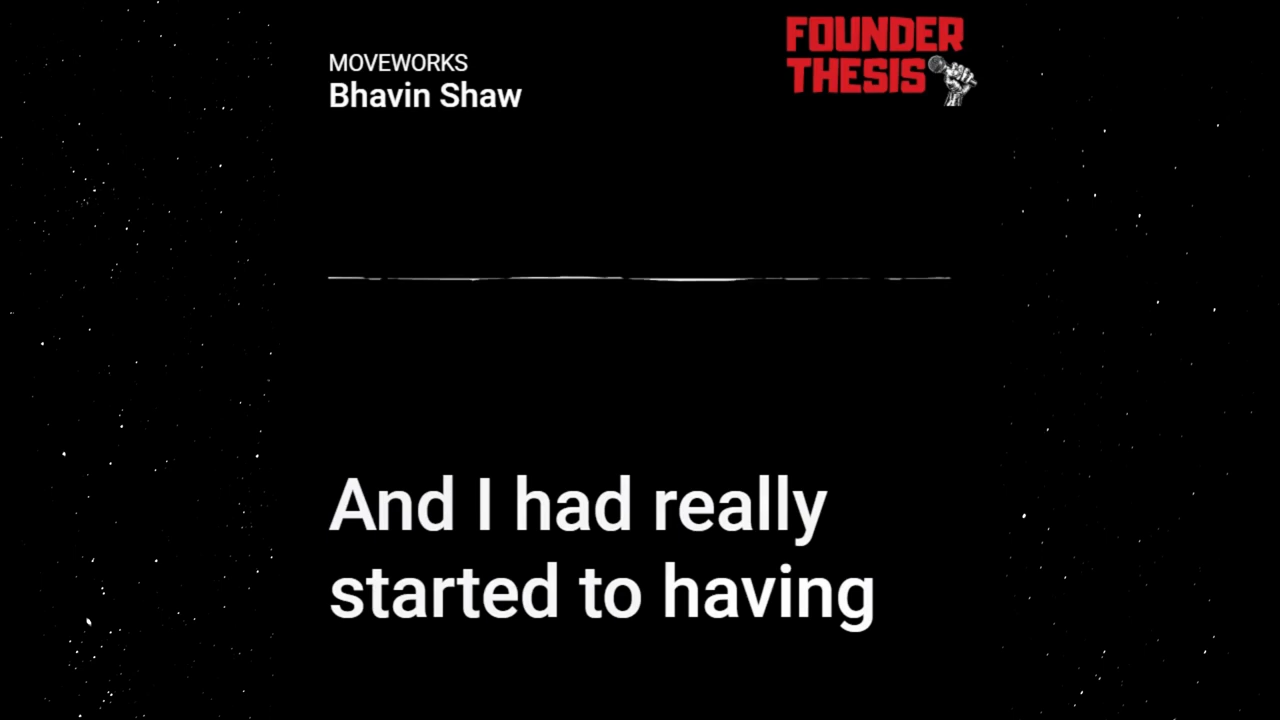 MOVEWORKS
Bhavin Shaw
FOUNDER
THESIS
And I had really
started to having